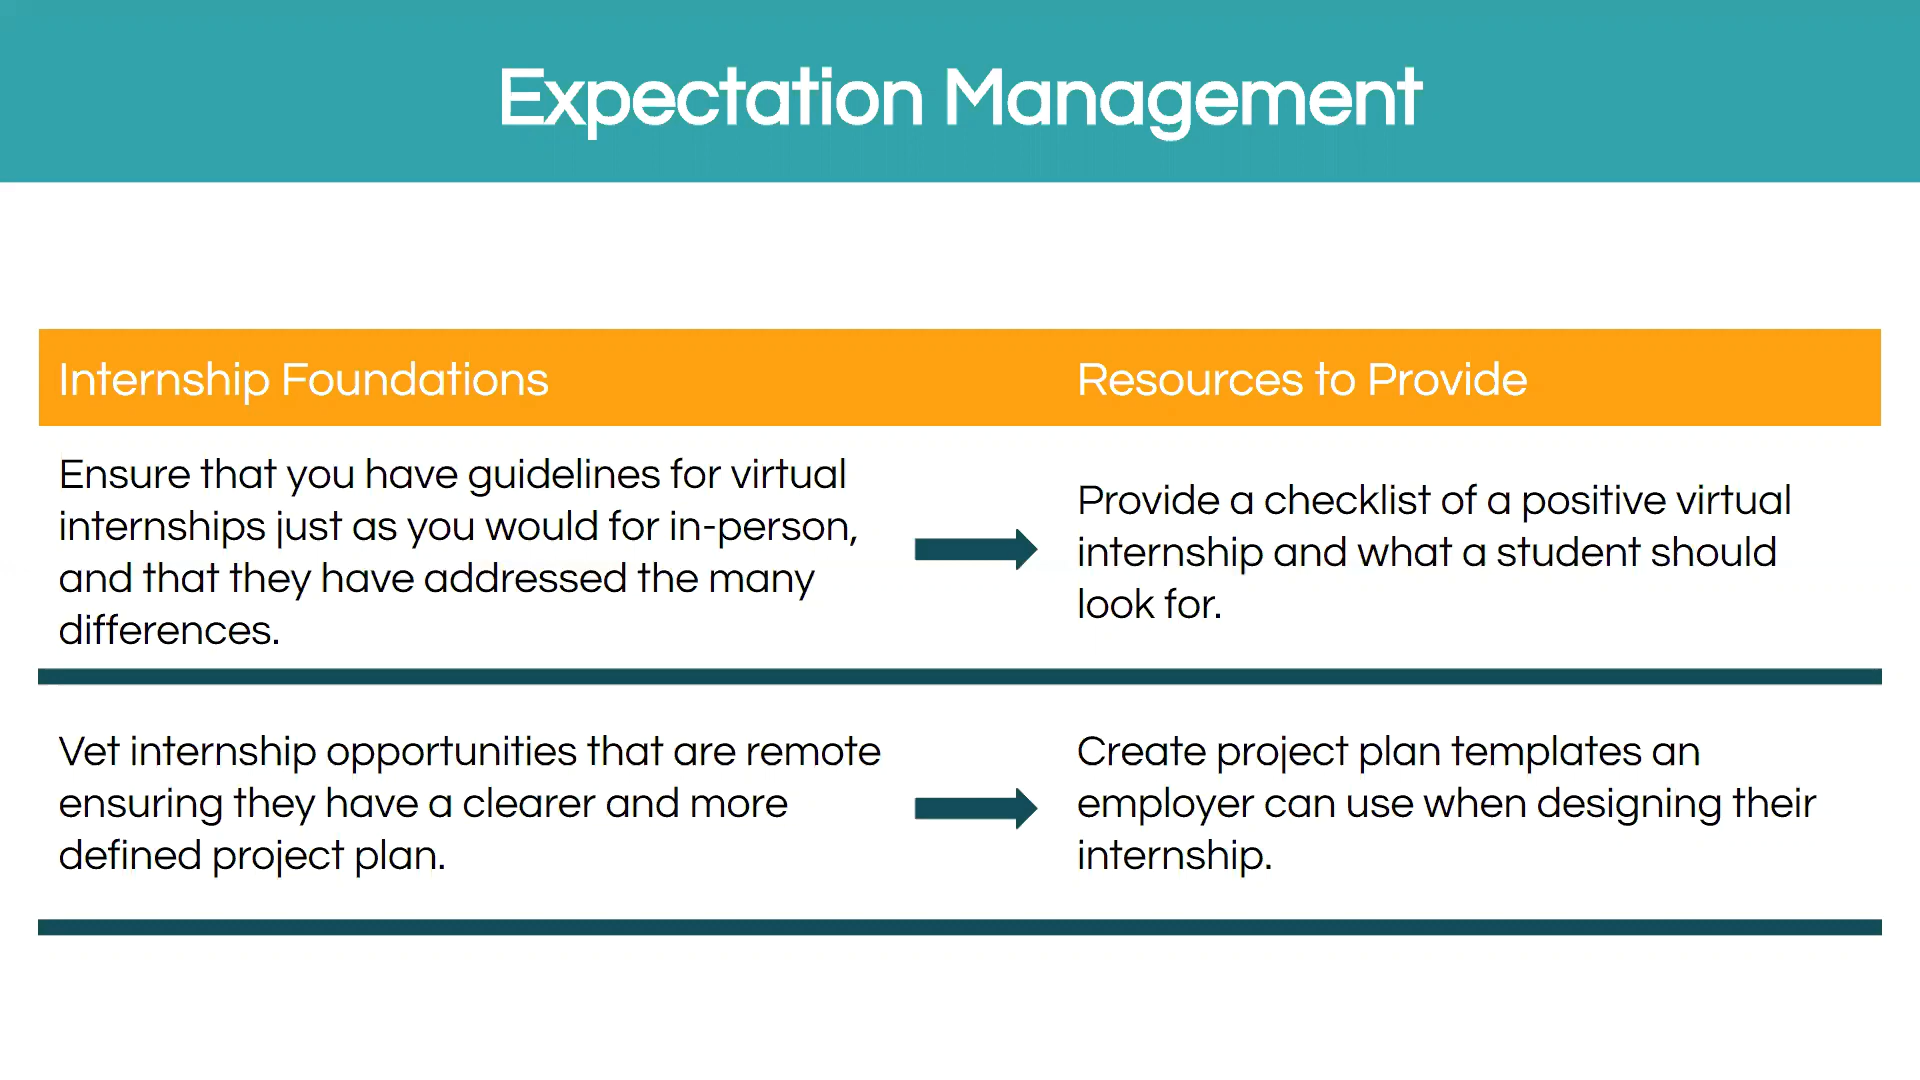 Expectation Management
Internship Foundations
Resources to Provide
Ensure that you have guidelines for virtual
internships just as you would for in-person,
and that they have addressed the many
differences.
Provide a checklist of a positive virtual
internship and what a student should
look for.
Vet internship opportunities that are remote
ensuring they have a clearer and more
defined project plan.
Create project plan templates an
employer can use when designing their
internship.